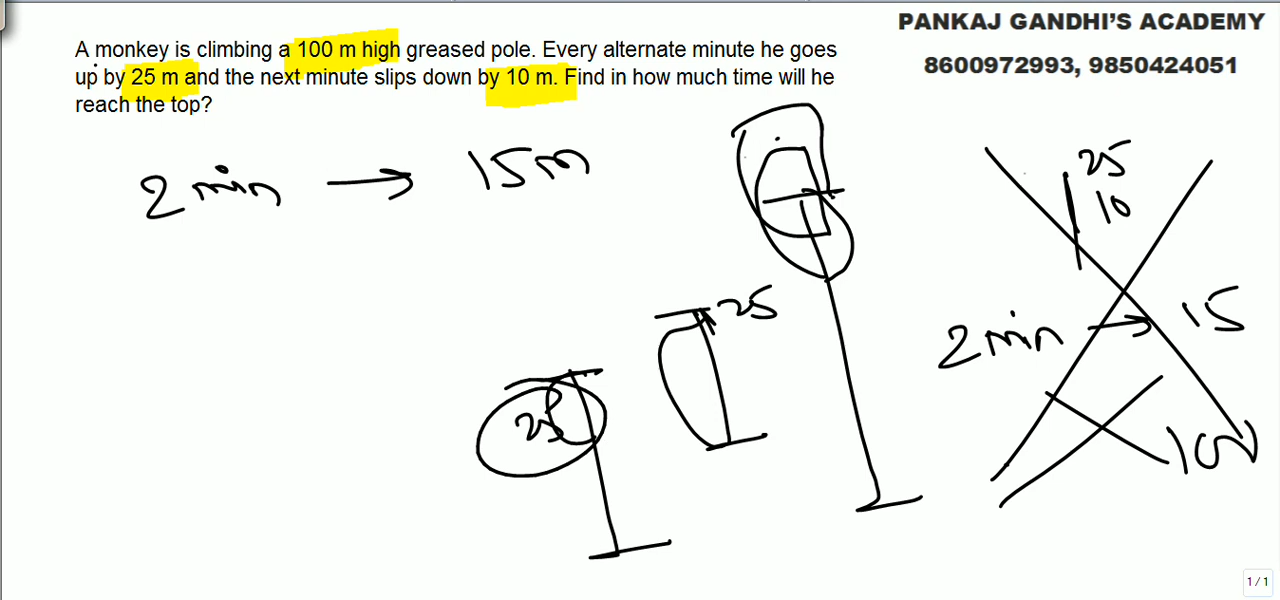 PANKAJ GANDHI'S ACADEMY
8600972993, 9850424051
A monkey is climbing a 100 m high greased pole. Every alternate minute he goes
up by 25 m and the next minute slips down by 10 m. Find in how much time will he
reach the top?
2 min → 15m
25
10
2 min → 15
25
25
100
1 / 1